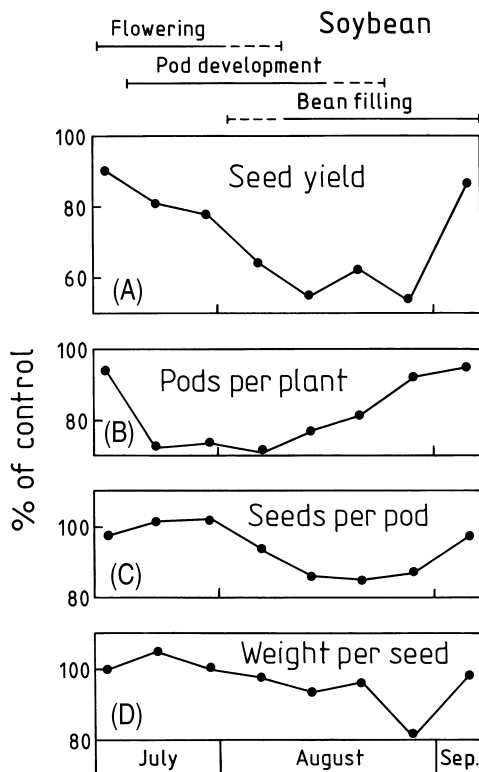 Flowering
Soybean
Pod development
Bean filling
100
80
60
Seed yield
(A)
% of control
100
80
Pods per plant
(B)
100
80
Seeds per pod
(C)
100
80
Weight per seed
(D)
July
August
Sep.